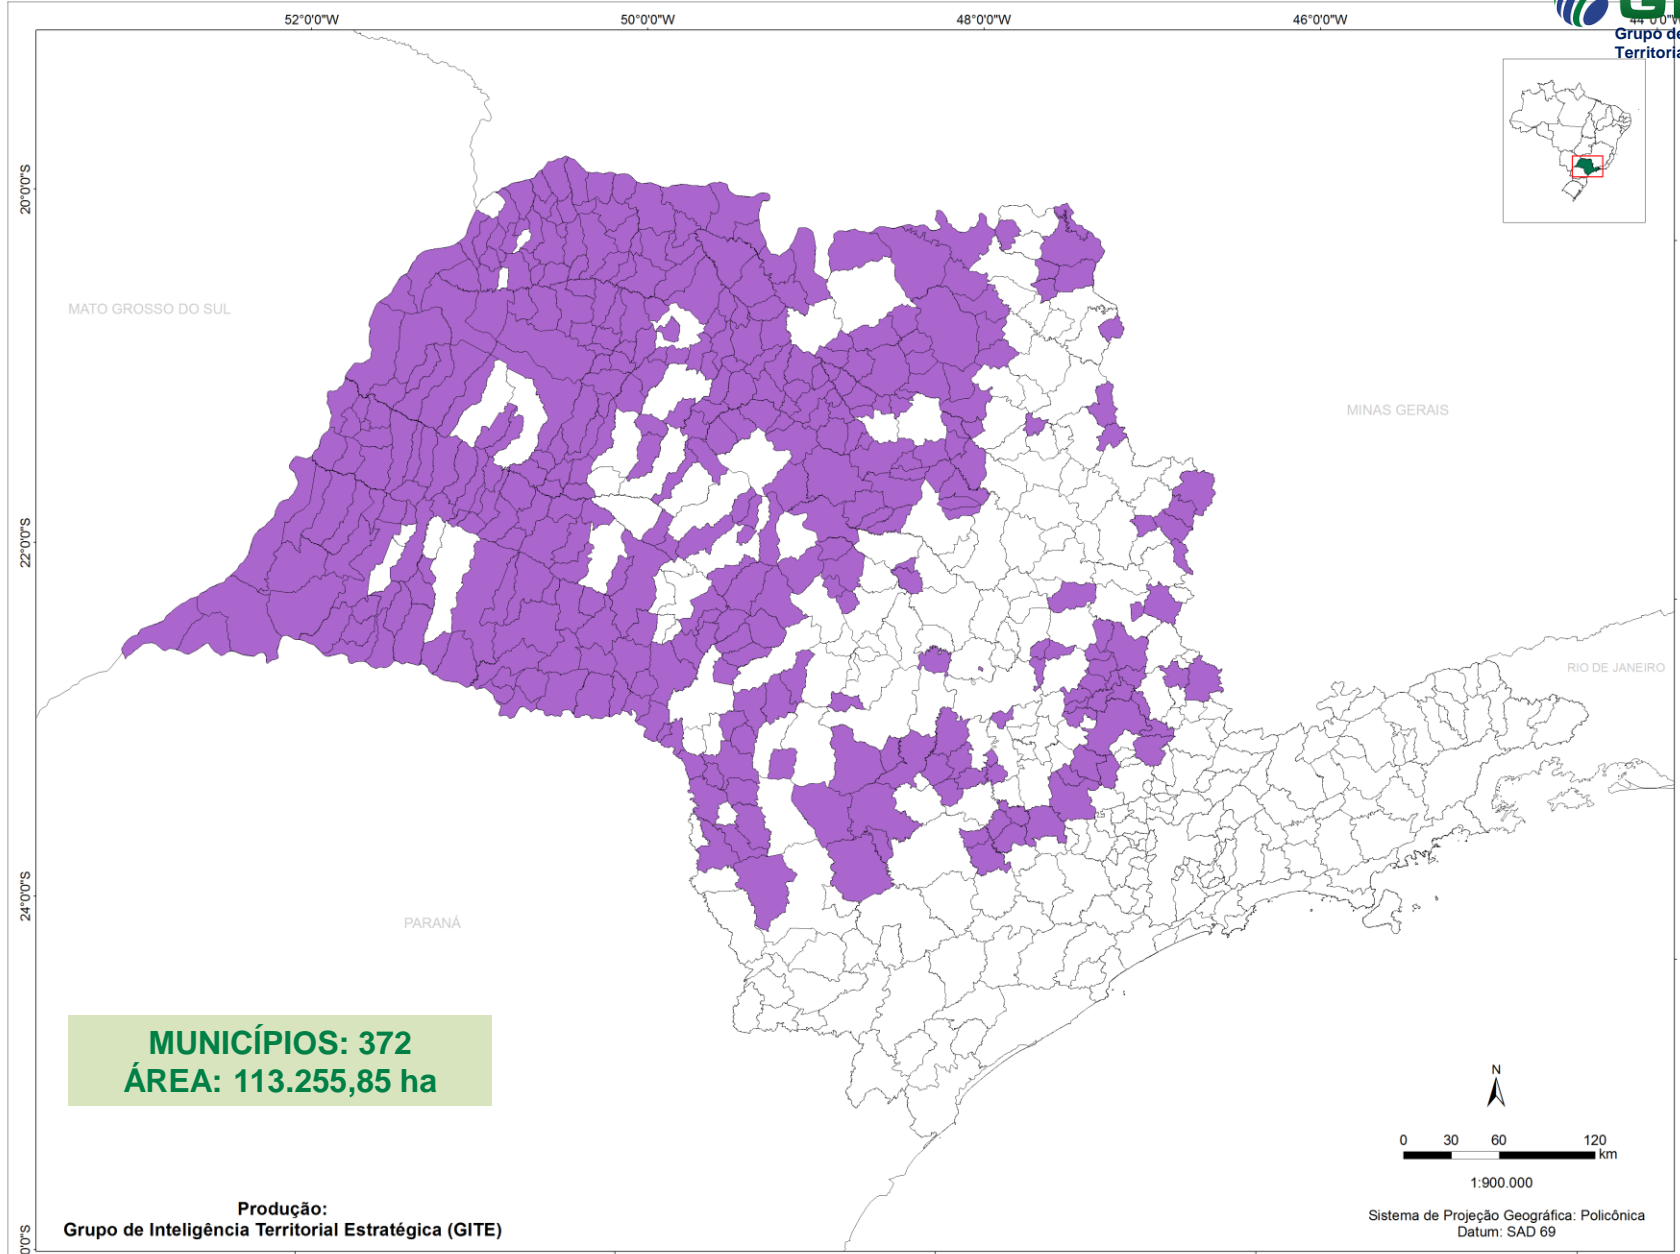 52°0'0"W 50°0'0"W 48°0'0"W 46°0'0"W
Grupo de
20°0'0"S
MATO GROSSO DO SUL
MINAS GERAIS
22°0'0"S
RIO DE JANEIRO
24°0'0"S
PARANÁ
MUNICÍPIOS: 372
ÁREA: 113.255,85 ha
N
0 30 60 120
km
1:900.000
Produção:
Grupo de Inteligência Territorial Estratégica (GITE)
Sistema de Projeção Geográfica: Policônica
Datum: SAD 69